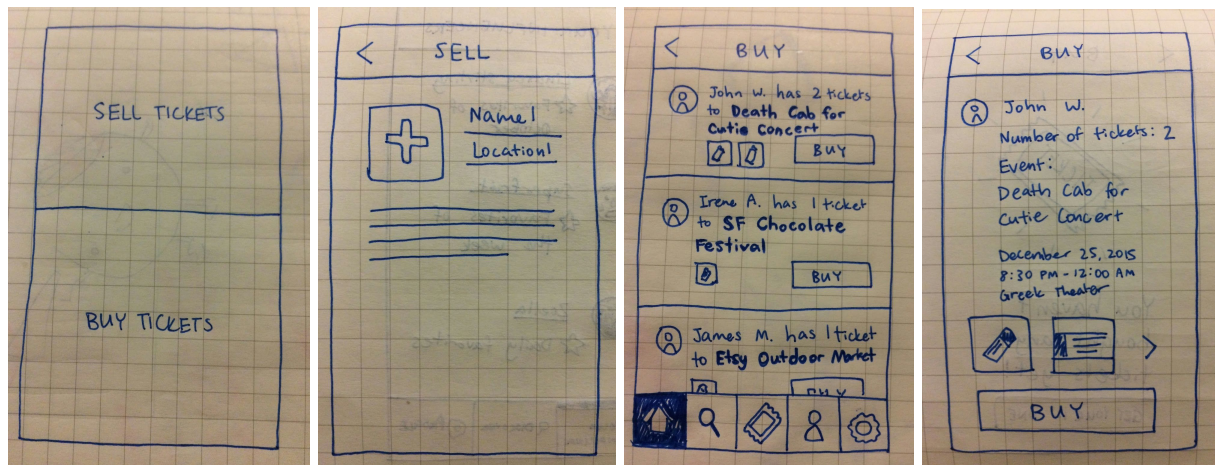 SELL TICKETS
BUY TICKETS
< SELL
Name
Location
< BUY
John W. has 2 tickets
to Death Cab for
Cutie Concert
BUY
Irene A. has 1 ticket
to SF Chocolate
Festival
BUY
James M. has 1 ticket
to Etsy Outdoor Market
BUY
< BUY
John W.
Number of tickets: 2
Event:
Death Cab for
Cutie Concert
December 25, 2015
8:30 PM - 12:00 AM
Greek Theater
>
BUY